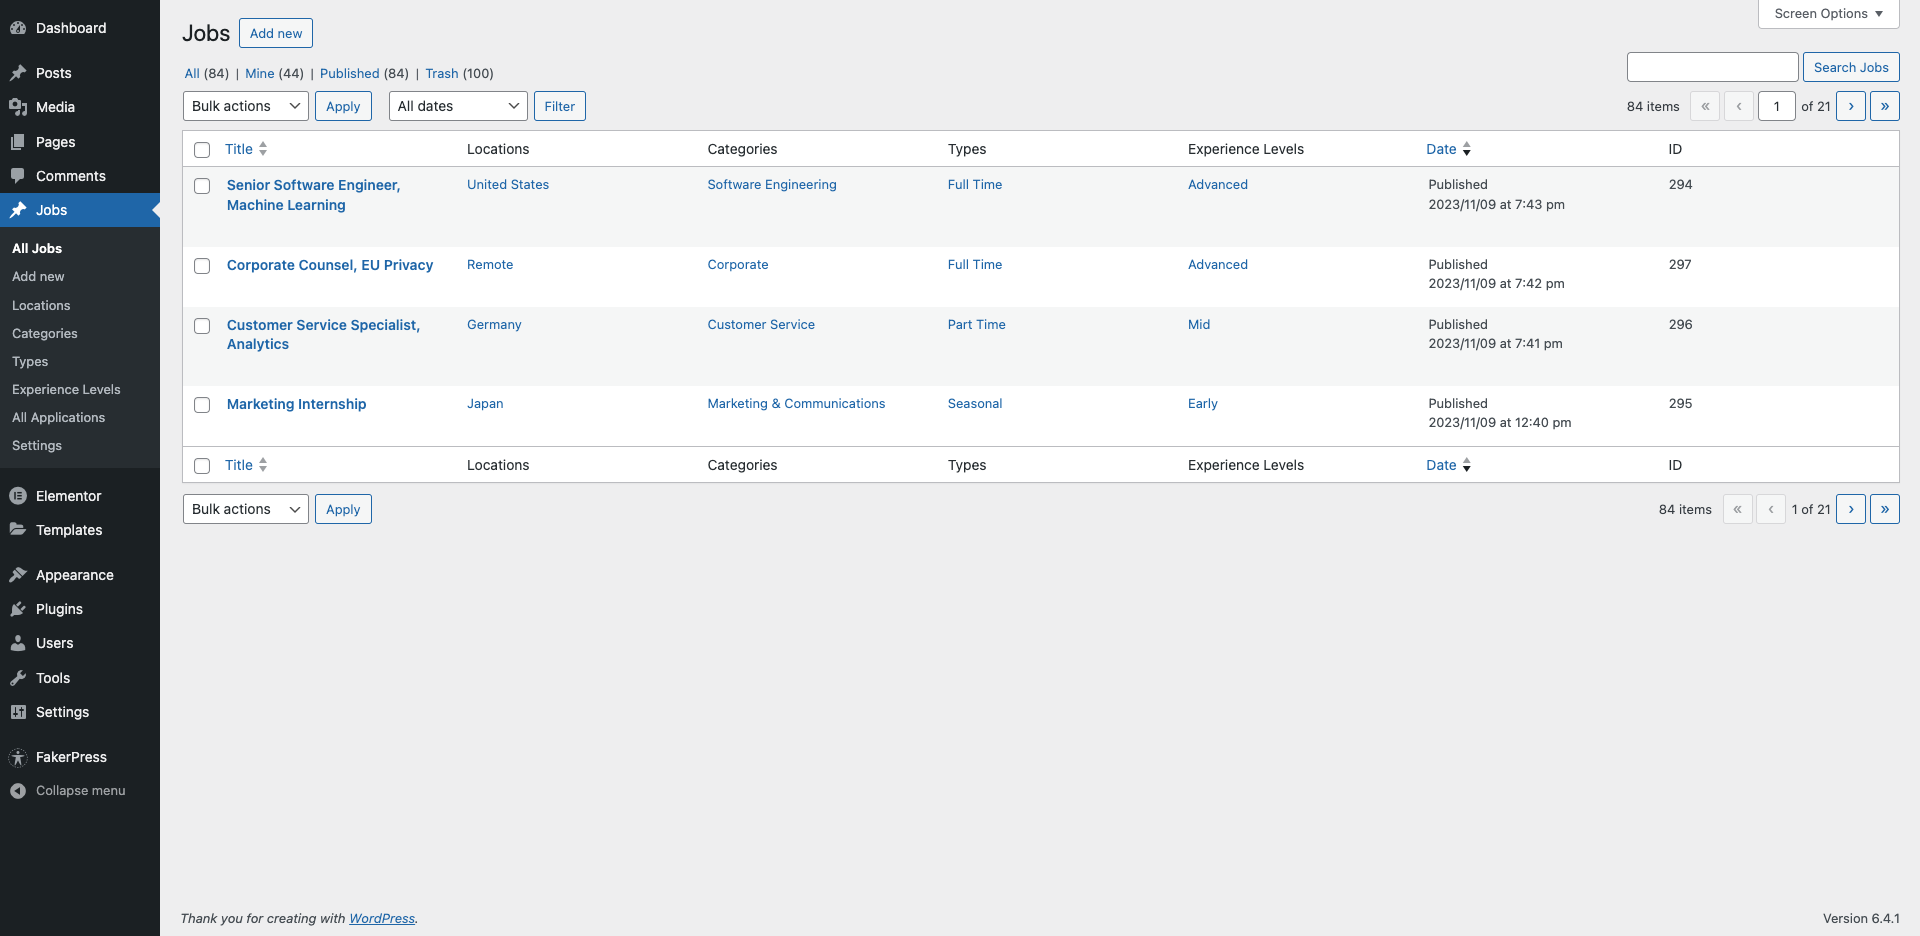 Dashboard
Posts
Media
Pages
Comments
Jobs
All Jobs
Add new
Locations
Categories
Types
Experience Levels
All Applications
Settings
Elementor
Templates
Appearance
Plugins
Users
Tools
Settings
FakerPress
Collapse menu
Screen Options
Jobs Add new
All (84) | Mine (44) | Published (84) | Trash (100)
Search Jobs
Bulk actions Apply All dates Filter
84 items « ‹ 1 of 21 › »
Title Locations Categories Types Experience Levels Date ID
Senior Software Engineer, United States Software Engineering Full Time Advanced Published 294
Machine Learning 2023/11/09 at 7:43 pm
Corporate Counsel, EU Privacy Remote Corporate Full Time Advanced Published 297
2023/11/09 at 7:42 pm
Customer Service Specialist, Germany Customer Service Part Time Mid Published 296
Analytics 2023/11/09 at 7:41 pm
Marketing Internship Japan Marketing & Communications Seasonal Early Published 295
2023/11/09 at 12:40 pm
Title Locations Categories Types Experience Levels Date ID
Bulk actions Apply
84 items « ‹ 1 of 21 › »
Thank you for creating with WordPress.
Version 6.4.1